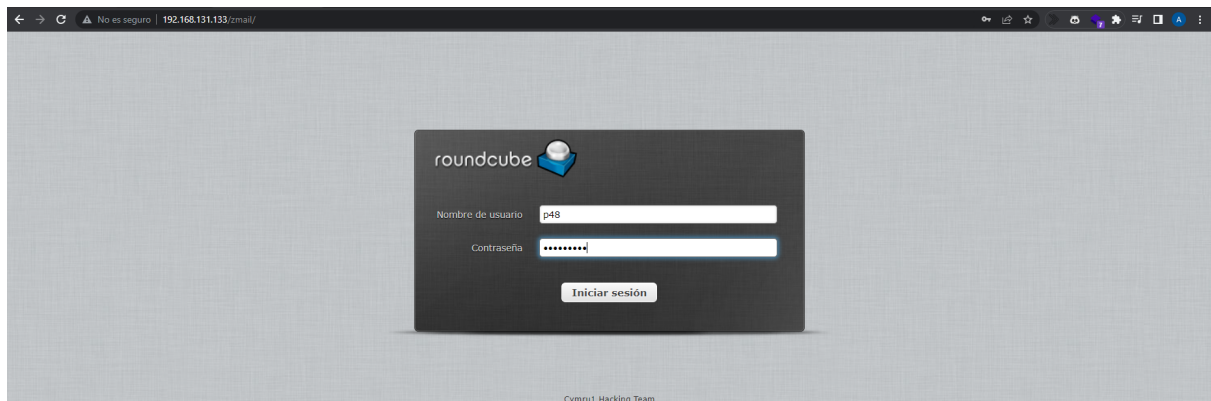 No es seguro | 192.168.131.133/zmail/
A
roundcube
Nombre de usuario p48
Contraseña •••••••••
Iniciar sesión
Cymru1 Hacking Team